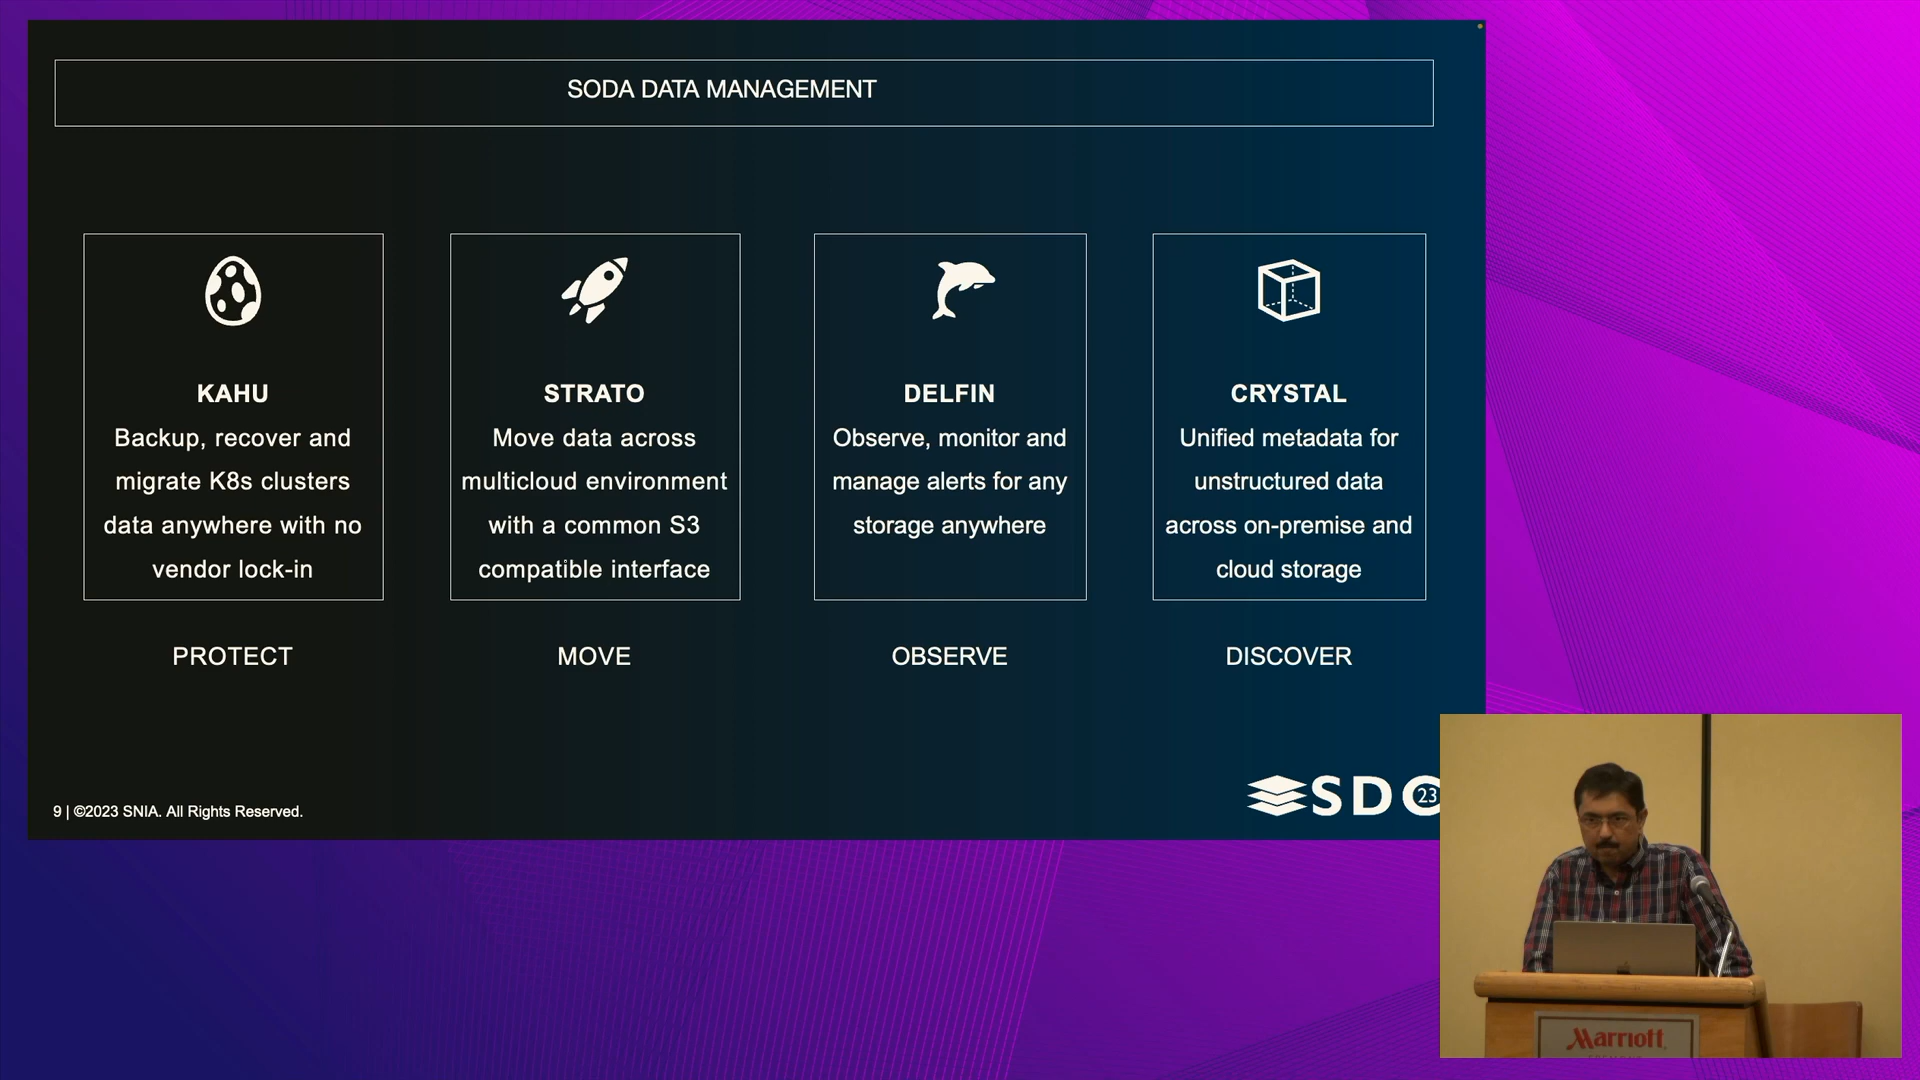 SODA DATA MANAGEMENT
KAHU
Backup, recover and
migrate K8s clusters
data anywhere with no
vendor lock-in
PROTECT
STRATO
Move data across
multicloud environment
with a common S3
compatible interface
MOVE
DELFIN
Observe, monitor and
manage alerts for any
storage anywhere
OBSERVE
CRYSTAL
Unified metadata for
unstructured data
across on-premise and
cloud storage
DISCOVER
9 | ©2023 SNIA. All Rights Reserved.
SDC 23
Marriott